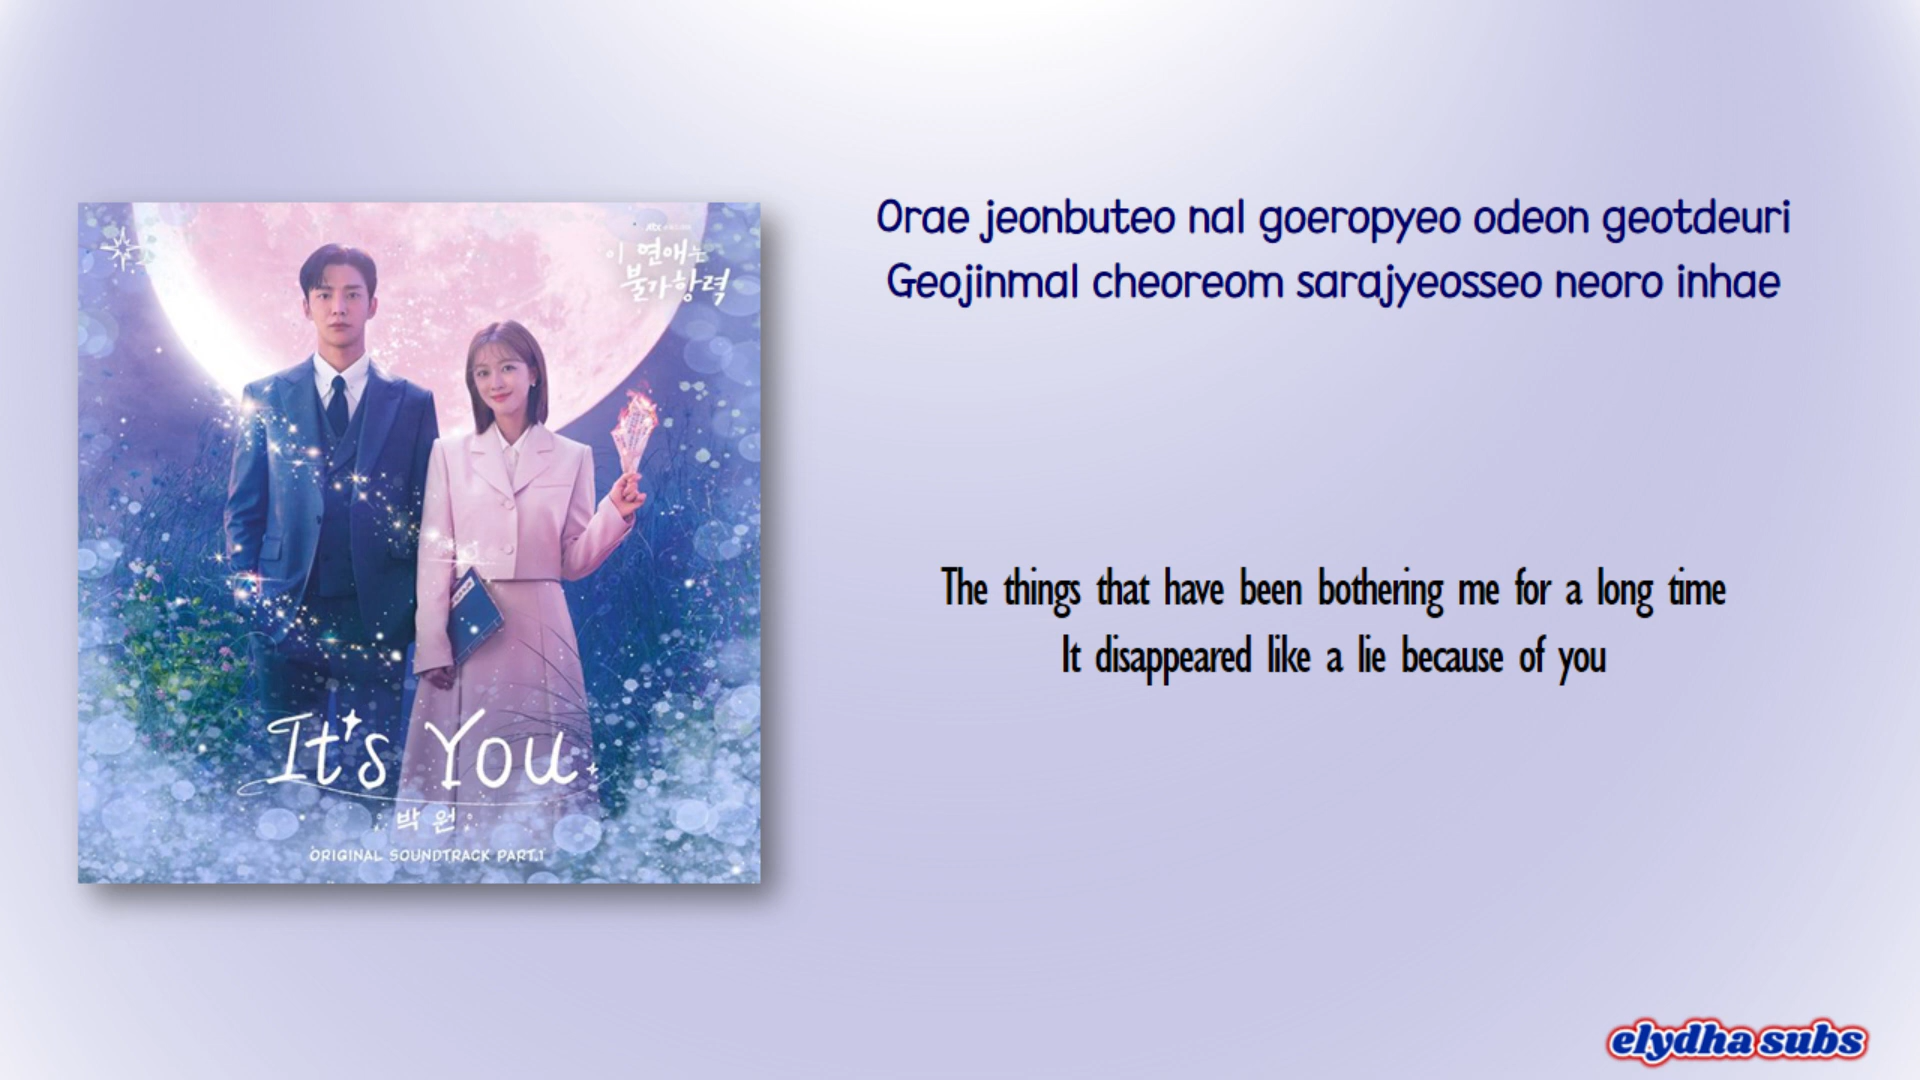 이 연애는
불가항력
It's You
박원
ORIGINAL SOUNDTRACK PART.1
Orae jeonbuteo nal goeropyeo odeon geotdeuri
Geojinmal cheoreom sarajyeosseo neoro inhae
The things that have been bothering me for a long time
It disappeared like a lie because of you
elydha subs